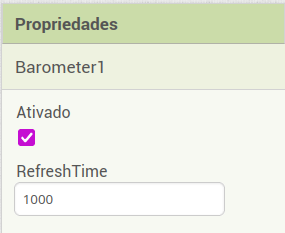 Propriedades
Barometer1
Ativado
RefreshTime
1000